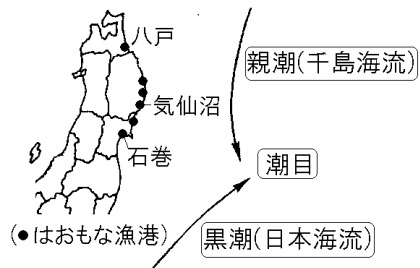 八戸
親潮(千島海流)
気仙沼
石巻
潮目
(●はおもな漁港)
黒潮(日本海流)